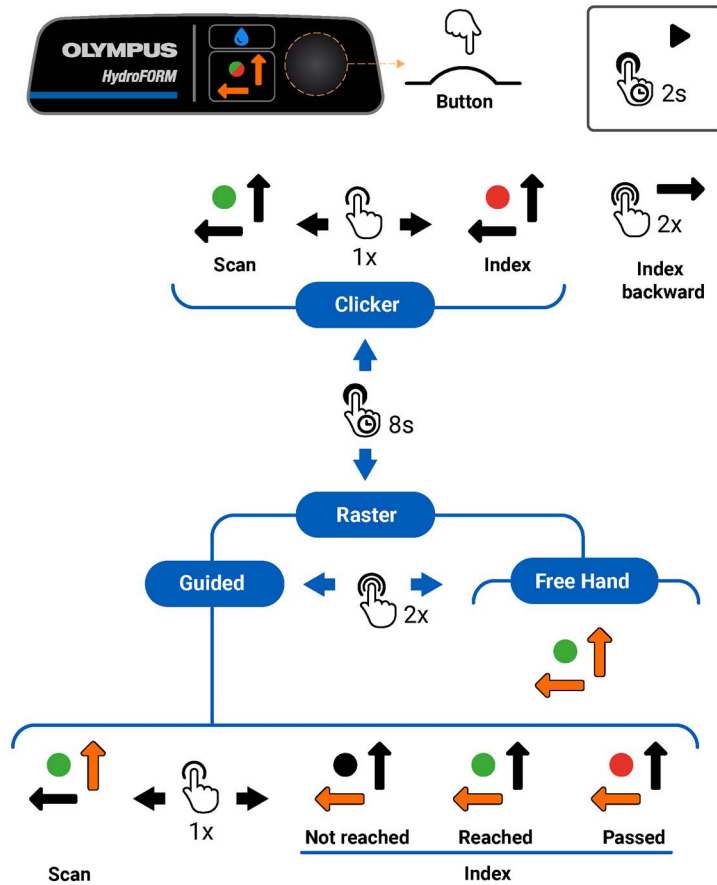 OLYMPUS
HydroFORM
Button
2s
Scan
1x
Index
2x
Index
backward
Clicker
8s
Raster
Guided
2x
Free Hand
1x
Not reached
Reached
Passed
Scan
Index